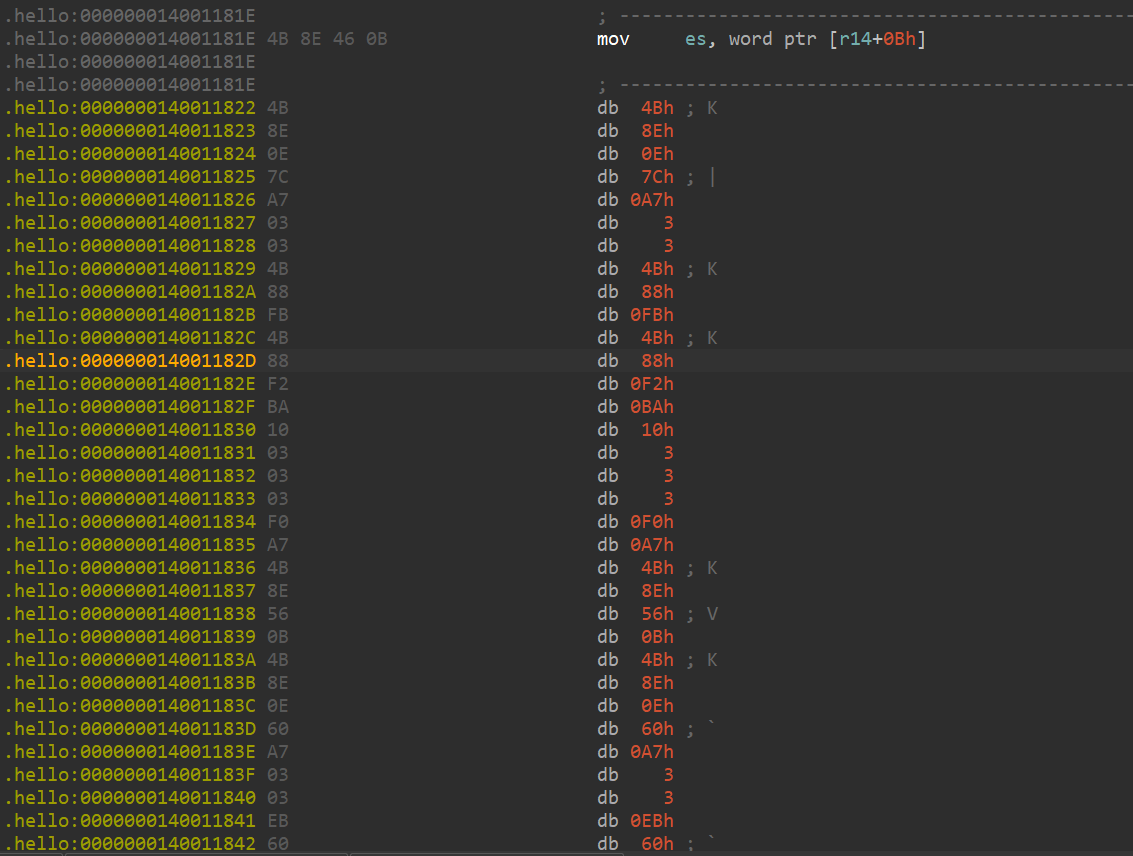 .hello:000000014001181E ; -----------------------------------------------
.hello:000000014001181E 4B 8E 46 0B mov es, word ptr [r14+0Bh]
.hello:000000014001181E
.hello:000000014001181E ; -----------------------------------------------
.hello:0000000140011822 4B db 4Bh ; K
.hello:0000000140011823 8E db 8Eh
.hello:0000000140011824 0E db 0Eh
.hello:0000000140011825 7C db 7Ch ; |
.hello:0000000140011826 A7 db 0A7h
.hello:0000000140011827 03 db 3
.hello:0000000140011828 03 db 3
.hello:0000000140011829 4B db 4Bh ; K
.hello:000000014001182A 88 db 88h
.hello:000000014001182B FB db 0FBh
.hello:000000014001182C 4B db 4Bh ; K
.hello:000000014001182D 88 db 88h
.hello:000000014001182E F2 db 0F2h
.hello:000000014001182F BA db 0BAh
.hello:0000000140011830 10 db 10h
.hello:0000000140011831 03 db 3
.hello:0000000140011832 03 db 3
.hello:0000000140011833 03 db 3
.hello:0000000140011834 F0 db 0F0h
.hello:0000000140011835 A7 db 0A7h
.hello:0000000140011836 4B db 4Bh ; K
.hello:0000000140011837 8E db 8Eh
.hello:0000000140011838 56 db 56h ; V
.hello:0000000140011839 0B db 0Bh
.hello:000000014001183A 4B db 4Bh ; K
.hello:000000014001183B 8E db 8Eh
.hello:000000014001183C 0E db 0Eh
.hello:000000014001183D 60 db 60h ; `
.hello:000000014001183E A7 db 0A7h
.hello:000000014001183F 03 db 3
.hello:0000000140011840 03 db 3
.hello:0000000140011841 EB db 0EBh
.hello:0000000140011842 60 db 60h ; `